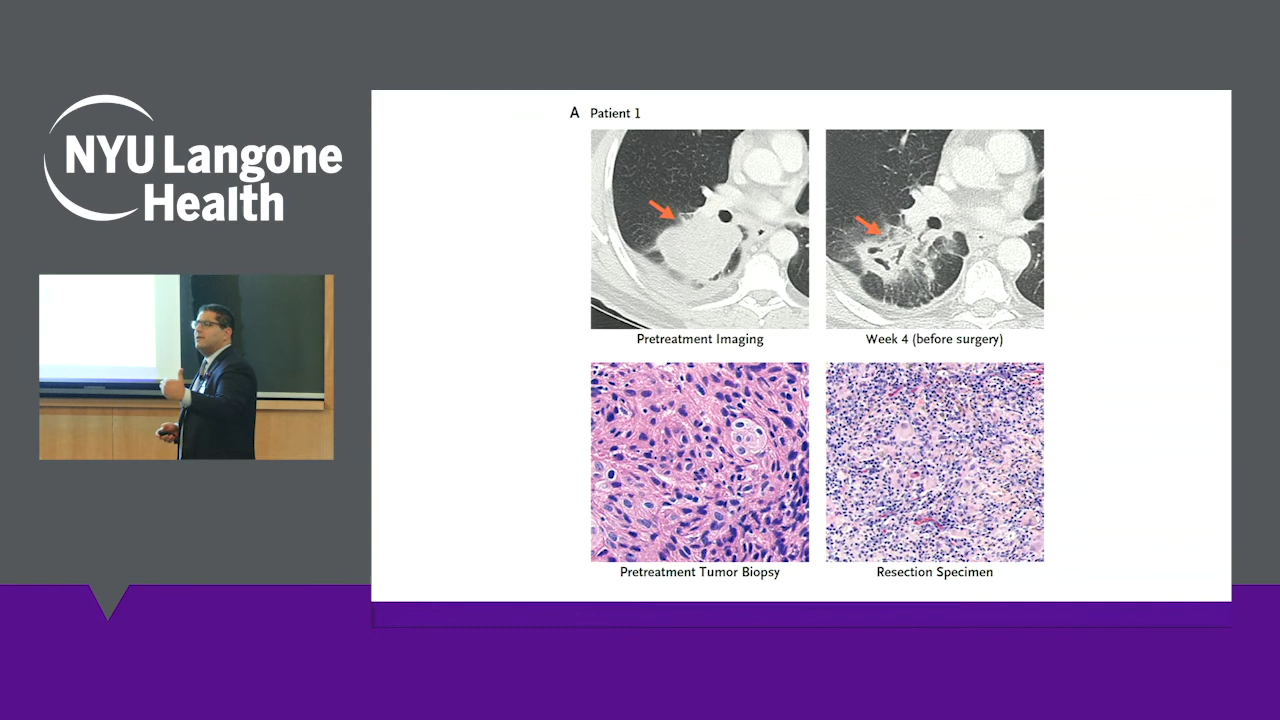 NYU Langone
Health
A Patient 1
Pretreatment Imaging
Week 4 (before surgery)
Pretreatment Tumor Biopsy
Resection Specimen